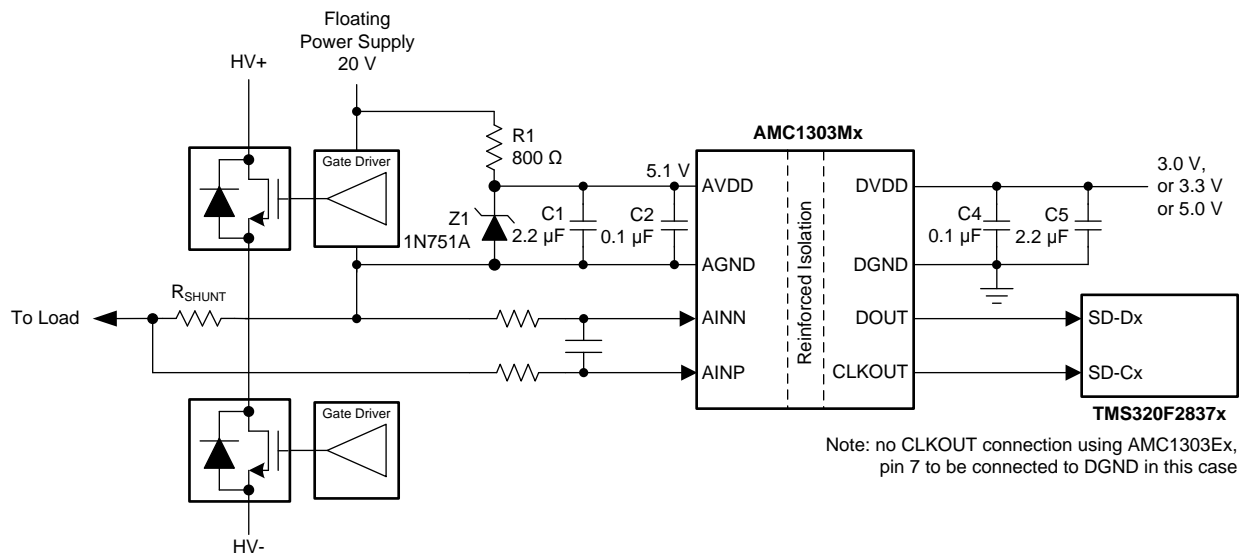 Floating
Power Supply
20 V
HV+
Gate Driver
R1
800 Ω
AMC1303Mx
5.1 V
AVDD
DVDD
3.0 V,
or 3.3 V
or 5.0 V
Z1
1N751A
C1
2.2 µF
C2
0.1 µF
C4
0.1 µF
C5
2.2 µF
AGND
DGND
Reinforced Isolation
RSHUNT
To Load
AINN
DOUT
SD-Dx
AINP
CLKOUT
SD-Cx
TMS320F2837x
Gate Driver
Note: no CLKOUT connection using AMC1303Ex,
pin 7 to be connected to DGND in this case
HV-